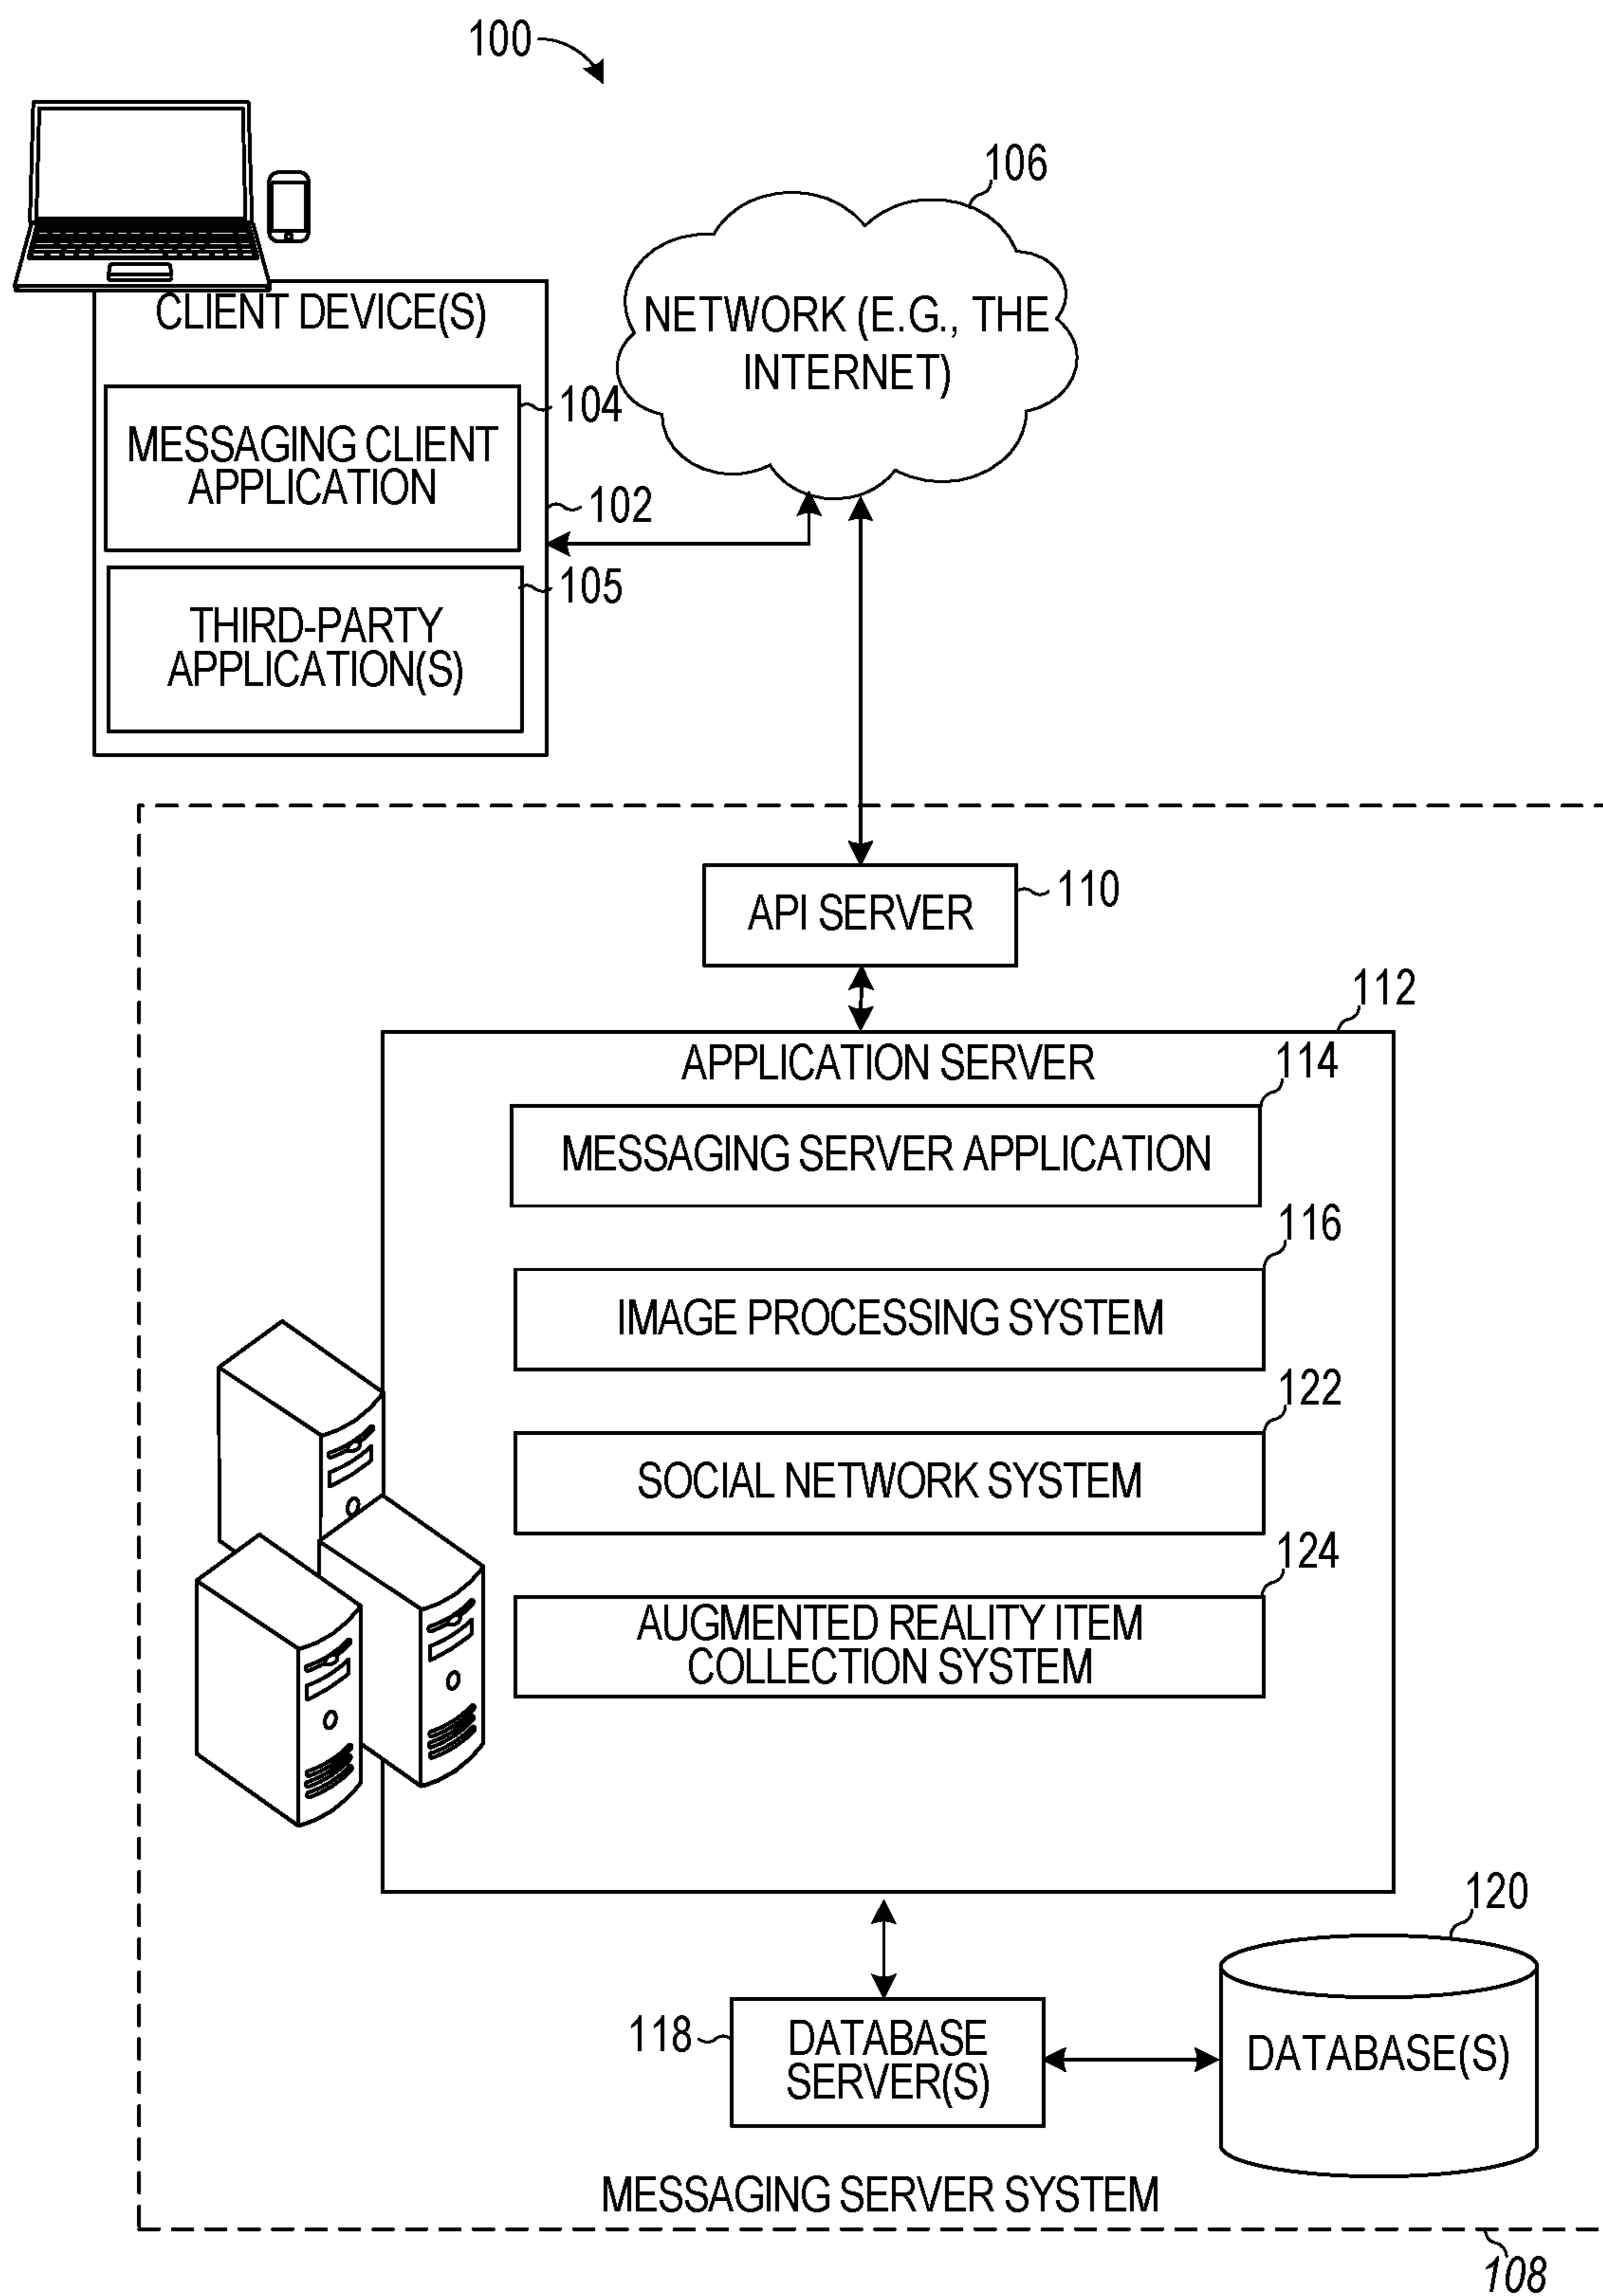 100
106
CLIENT DEVICE(S)
NETWORK (E.G., THE
INTERNET)
104
MESSAGING CLIENT
APPLICATION
102
105
THIRD-PARTY
APPLICATION(S)
API SERVER
110
112
APPLICATION SERVER
114
MESSAGING SERVER APPLICATION
116
IMAGE PROCESSING SYSTEM
122
SOCIAL NETWORK SYSTEM
124
AUGMENTED REALITY ITEM
COLLECTION SYSTEM
120
118
DATABASE
SERVER(S)
DATABASE(S)
MESSAGING SERVER SYSTEM
108